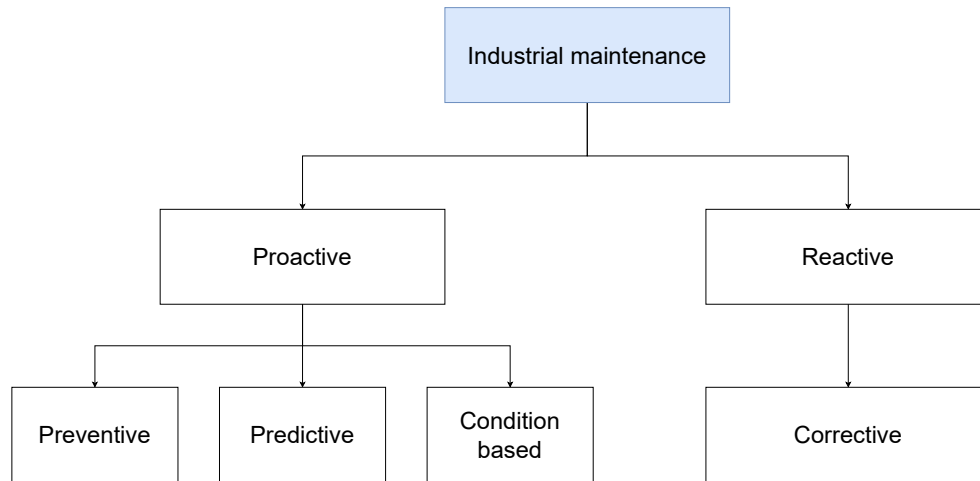 Industrial maintenance
Proactive
Reactive
Preventive
Predictive
Condition
based
Corrective